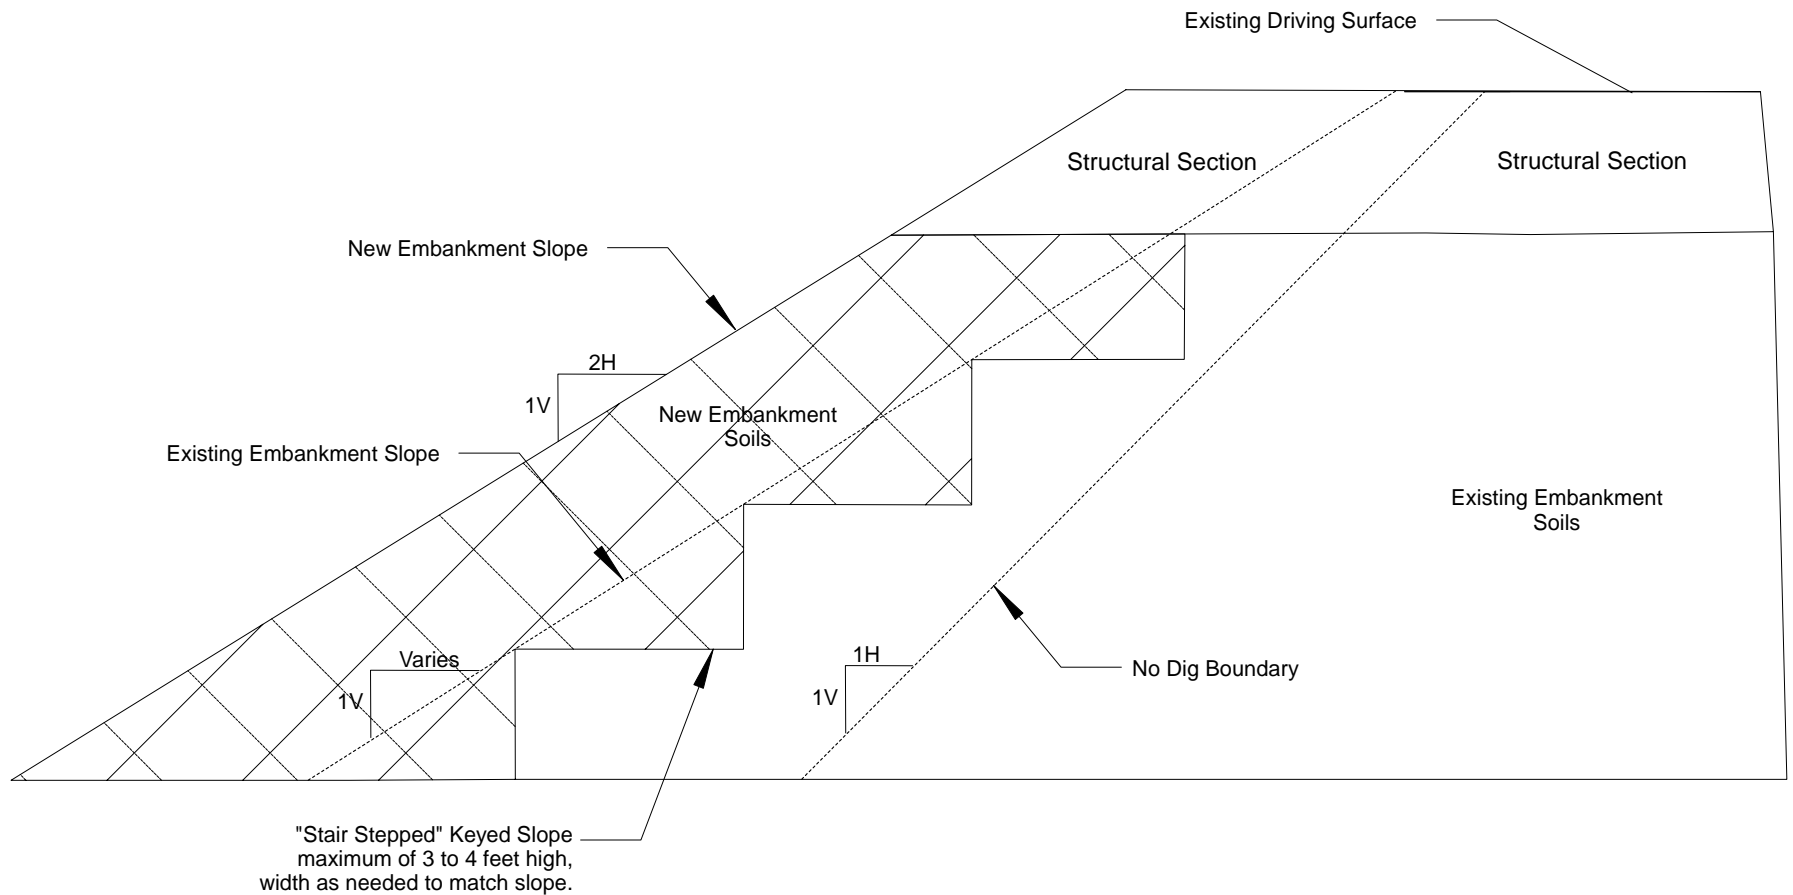 Existing Driving Surface
Structural Section
Structural Section
New Embankment Slope
2H
1V
New Embankment
Soils
Existing Embankment Slope
Existing Embankment
Soils
Varies
1V
1H
1V
No Dig Boundary
"Stair Stepped" Keyed Slope
maximum of 3 to 4 feet high,
width as needed to match slope.